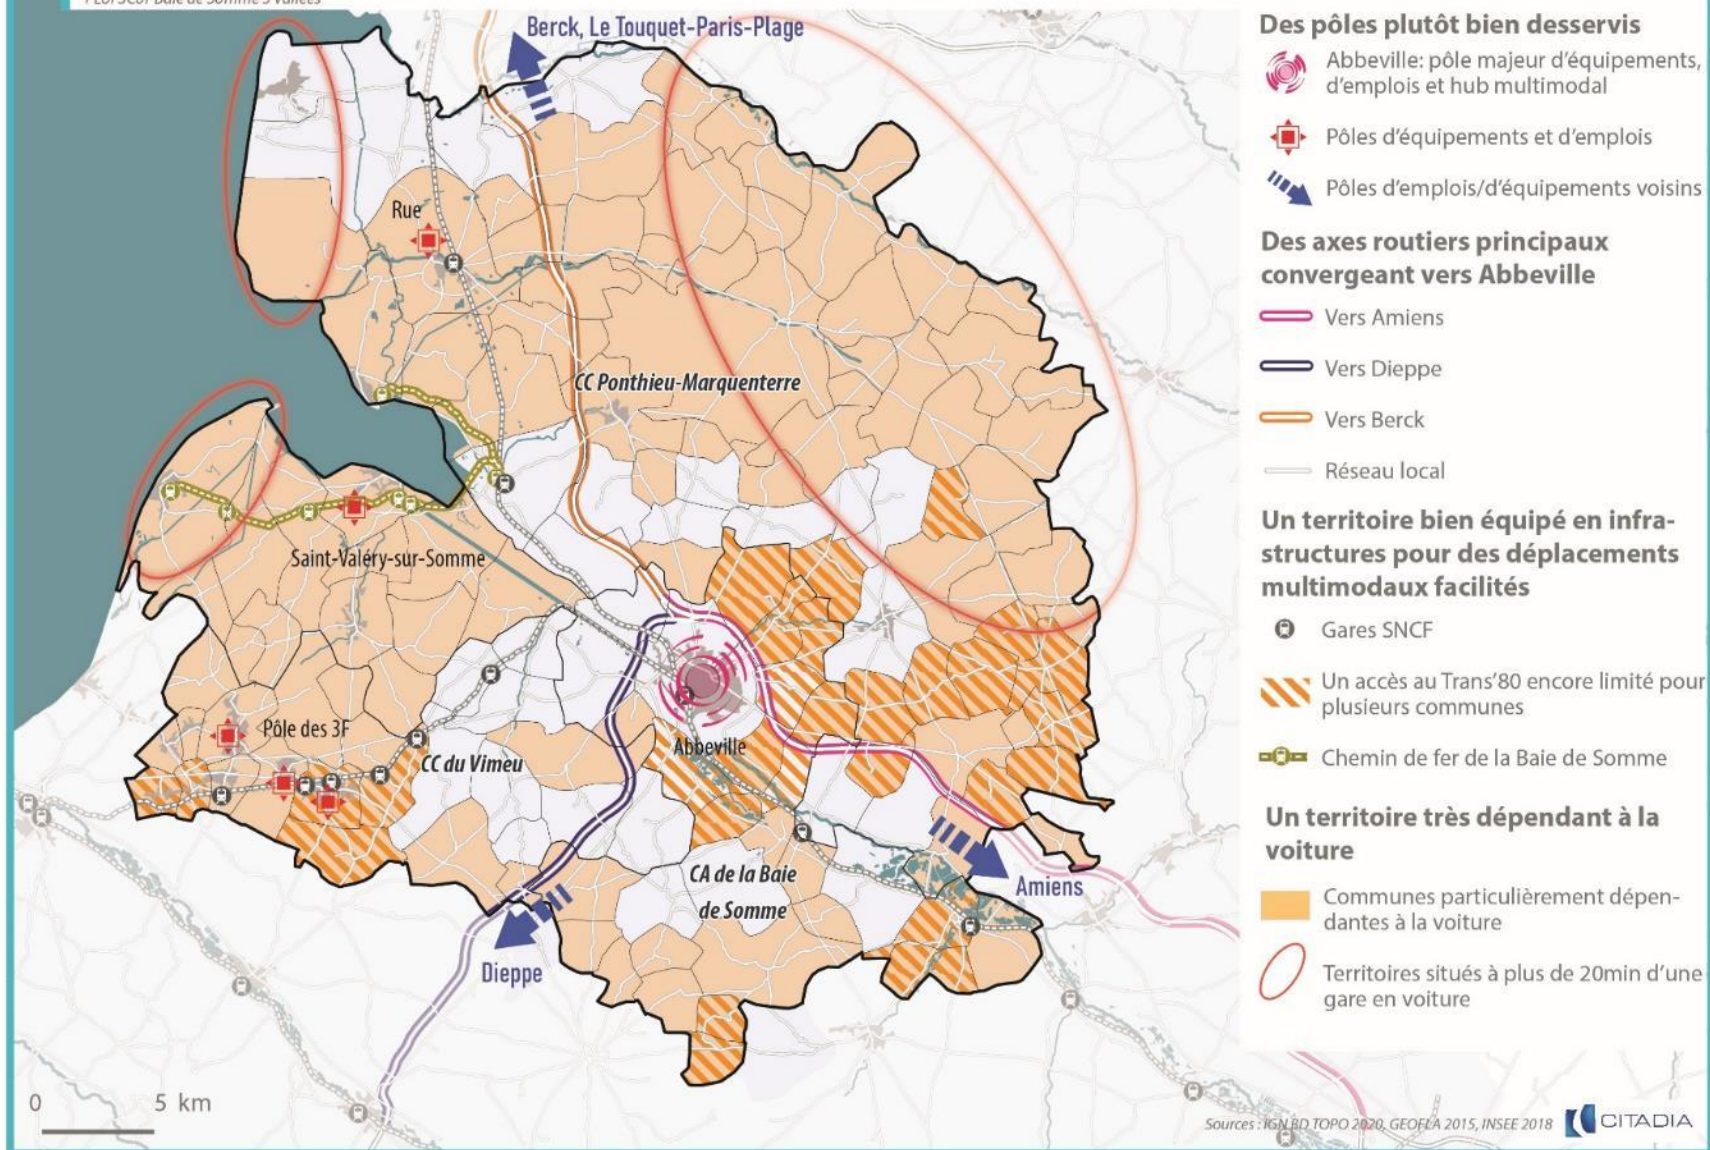 Berck, Le Touquet-Paris-Plage
Rue
CC Ponthieu-Marquenterre
Saint-Valéry-sur-Somme
Pôle des 3F
CC du Vimeu
Abbeville
CA de la Baie
de Somme
Amiens
Dieppe
0 5 km
Des pôles plutôt bien desservis
Abbeville: pôle majeur d'équipements,
d'emplois et hub multimodal
Pôles d'équipements et d'emplois
Pôles d'emplois/d'équipements voisins
Des axes routiers principaux
convergeant vers Abbeville
Vers Amiens
Vers Dieppe
Vers Berck
Réseau local
Un territoire bien équipé en infra-
structures pour des déplacements
multimodaux facilités
Gares SNCF
Un accès au Trans'80 encore limité pour
plusieurs communes
Chemin de fer de la Baie de Somme
Un territoire très dépendant à la
voiture
Communes particulièrement dépen-
dantes à la voiture
Territoires situés à plus de 20min d'une
gare en voiture
Sources : IGN BD TOPO 2020, GEOFLA 2015, INSEE 2018
CITADIA